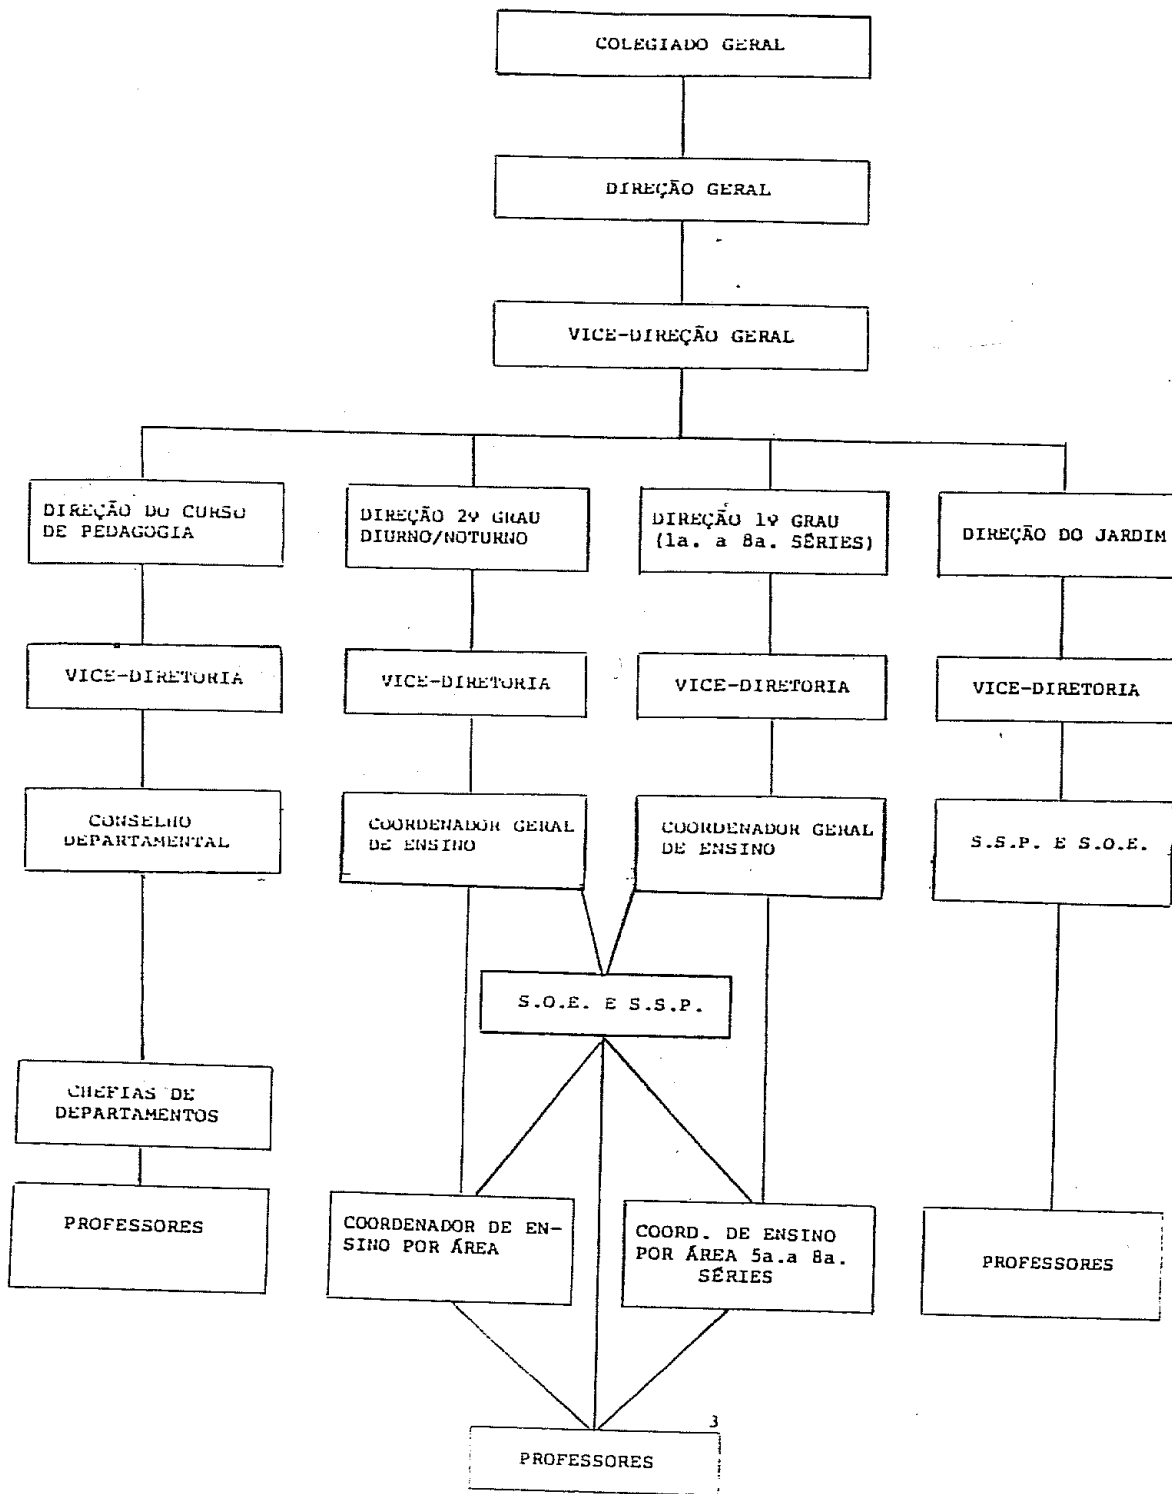 COLEGIADO GERAL
DIREÇÃO GERAL
VICE-DIREÇÃO GERAL
DIREÇÃO DO CURSO
DE PEDAGOGIA
DIREÇÃO 2º GRAU
DIURNO/NOTURNO
DIREÇÃO 1º GRAU
(1a. a 8a. SÉRIES)
DIREÇÃO DO JARDIM
VICE-DIRETORIA
VICE-DIRETORIA
VICE-DIRETORIA
VICE-DIRETORIA
CONSELHO
DEPARTAMENTAL
COORDENADOR GERAL
DE ENSINO
COORDENADOR GERAL
DE ENSINO
S.S.P. E S.O.E.
S.O.E. E S.S.P.
CHEFIAS DE
DEPARTAMENTOS
PROFESSORES
COORDENADOR DE EN-
SINO POR ÁREA
COORD. DE ENSINO
POR ÁREA 5a.a 8a.
SÉRIES
PROFESSORES
3
PROFESSORES